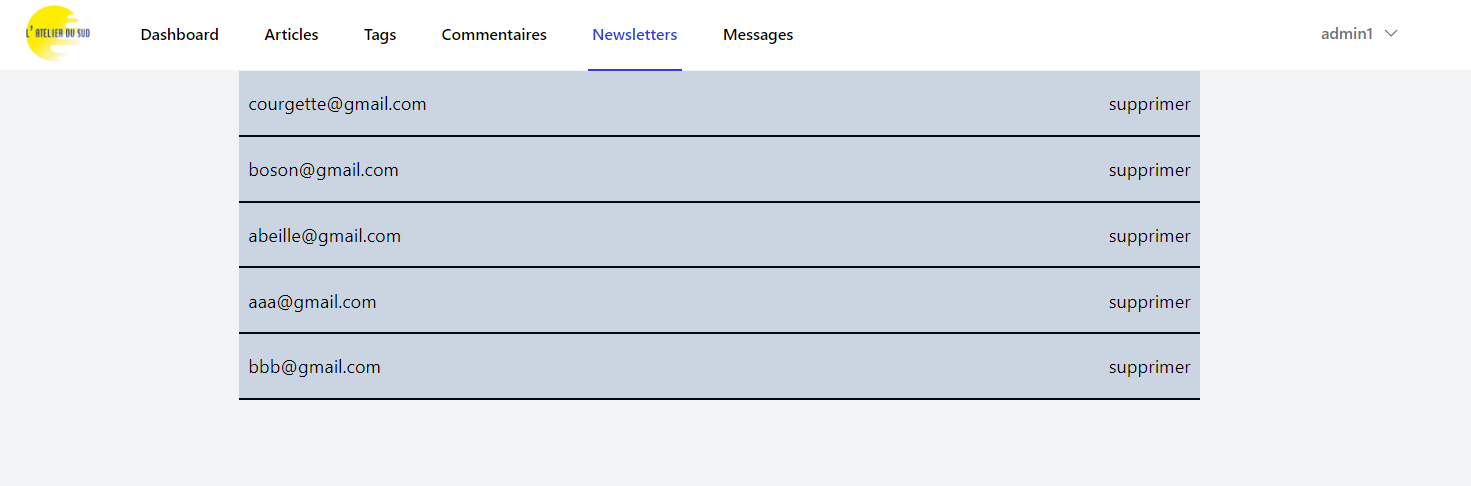 L'ATELIER DU SUD
Dashboard Articles Tags Commentaires Newsletters Messages admin1
courgette@gmail.com supprimer
boson@gmail.com supprimer
abeille@gmail.com supprimer
aaa@gmail.com supprimer
bbb@gmail.com supprimer